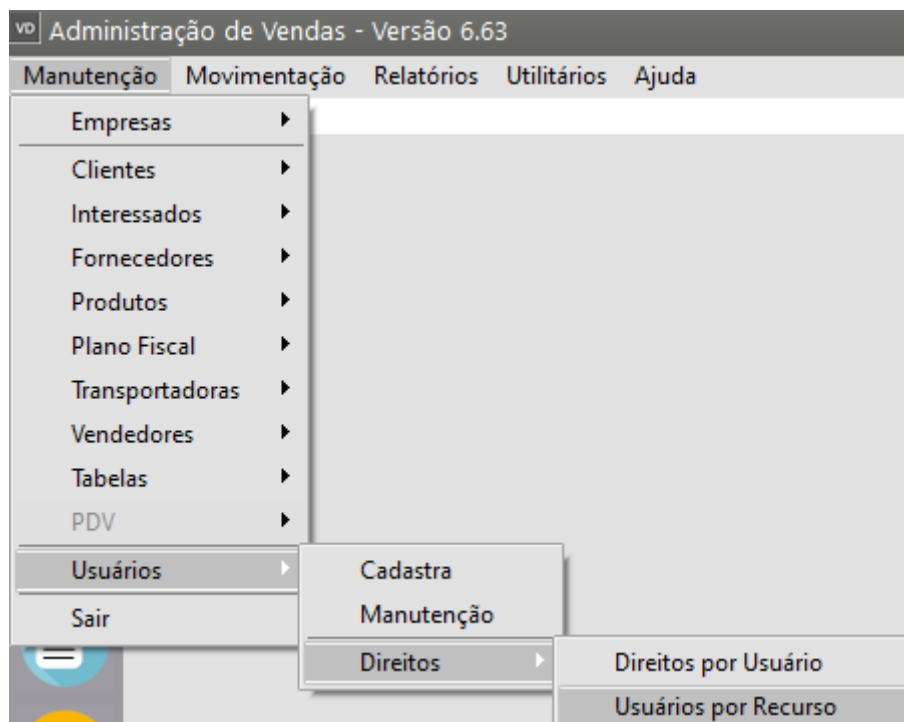 VD Administração de Vendas - Versão 6.63
Manutenção Movimentação Relatórios Utilitários Ajuda
Empresas
Clientes
Interessados
Fornecedores
Produtos
Plano Fiscal
Transportadoras
Vendedores
Tabelas
PDV
Usuários
Sair
Cadastra
Manutenção
Direitos
Direitos por Usuário
Usuários por Recurso